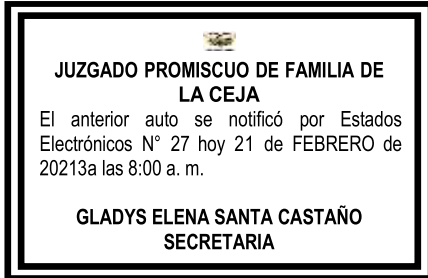 JUZGADO PROMISCUO DE FAMILIA DE
LA CEJA
El anterior auto se notificó por Estados
Electrónicos N° 27 hoy 21 de FEBRERO de
20213a las 8:00 a. m.
GLADYS ELENA SANTA CASTAÑO
SECRETARIA